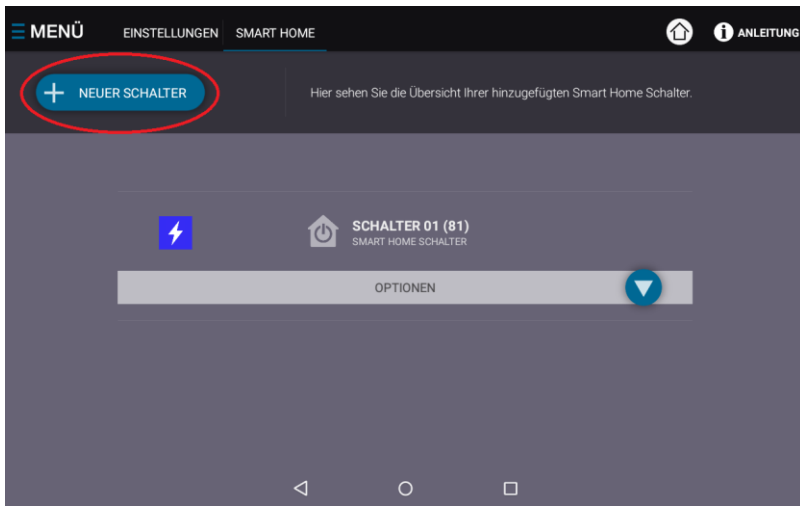 MENÜ EINSTELLUNGEN SMART HOME ANLEITUNG
NEUER SCHALTER Hier sehen Sie die Übersicht Ihrer hinzugefügten Smart Home Schalter.
SCHALTER 01 (81)
SMART HOME SCHALTER
OPTIONEN